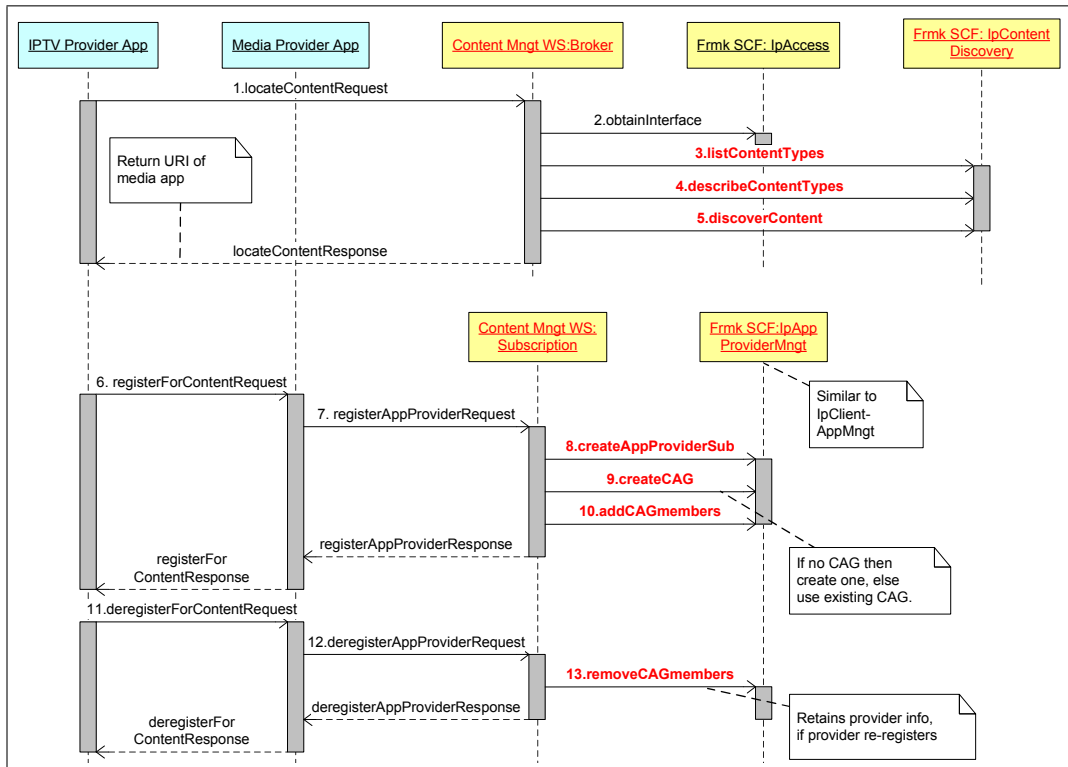 IPTV Provider App
Media Provider App
Content Mngt WS:Broker
Frmk SCF: IpAccess
Frmk SCF: IpContent
Discovery
1.locateContentRequest
2.obtainInterface
Return URI of
media app
3.listContentTypes
4.describeContentTypes
5.discoverContent
locateContentResponse
Content Mngt WS:
Subscription
Frmk SCF:IpApp
ProviderMngt
6. registerForContentRequest
Similar to
IpClient-
AppMngt
7. registerAppProviderRequest
8.createAppProviderSub
9.createCAG
10.addCAGmembers
registerAppProviderResponse
registerFor
ContentResponse
If no CAG then
create one, else
use existing CAG.
11.deregisterForContentRequest
12.deregisterAppProviderRequest
13.removeCAGmembers
deregisterAppProviderResponse
deregisterFor
ContentResponse
Retains provider info,
if provider re-registers